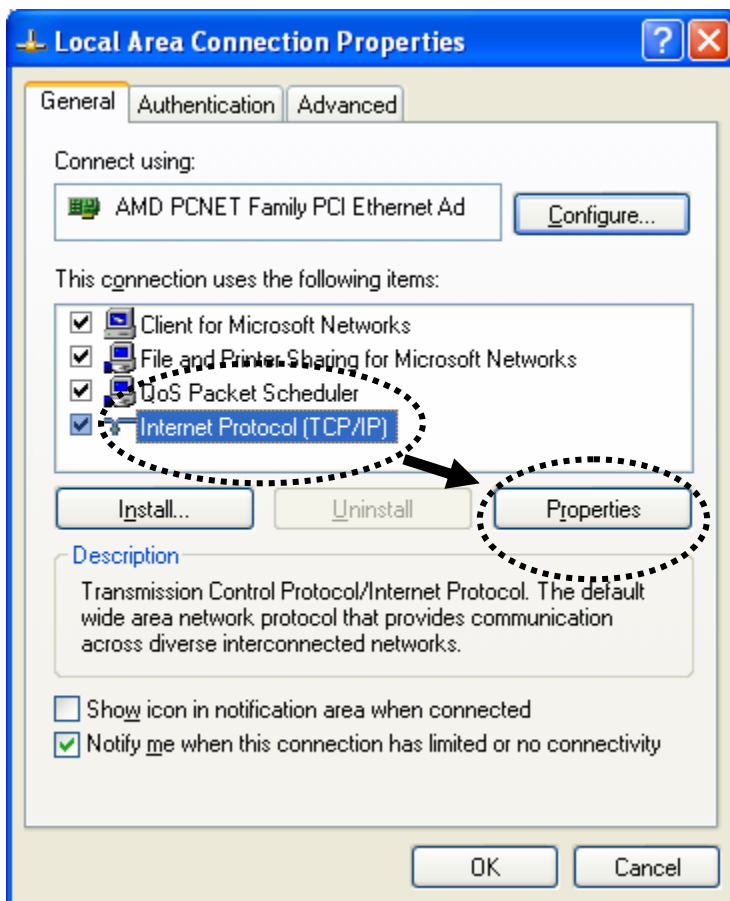 Local Area Connection Properties
General Authentication Advanced
Connect using:
AMD PCNET Family PCI Ethernet Ad
Configure...
This connection uses the following items:
Client for Microsoft Networks
File and Printer Sharing for Microsoft Networks
QoS Packet Scheduler
Internet Protocol (TCP/IP)
Install... Uninstall Properties
Description
Transmission Control Protocol/Internet Protocol. The default
wide area network protocol that provides communication
across diverse interconnected networks.
Show icon in notification area when connected
Notify me when this connection has limited or no connectivity
OK Cancel